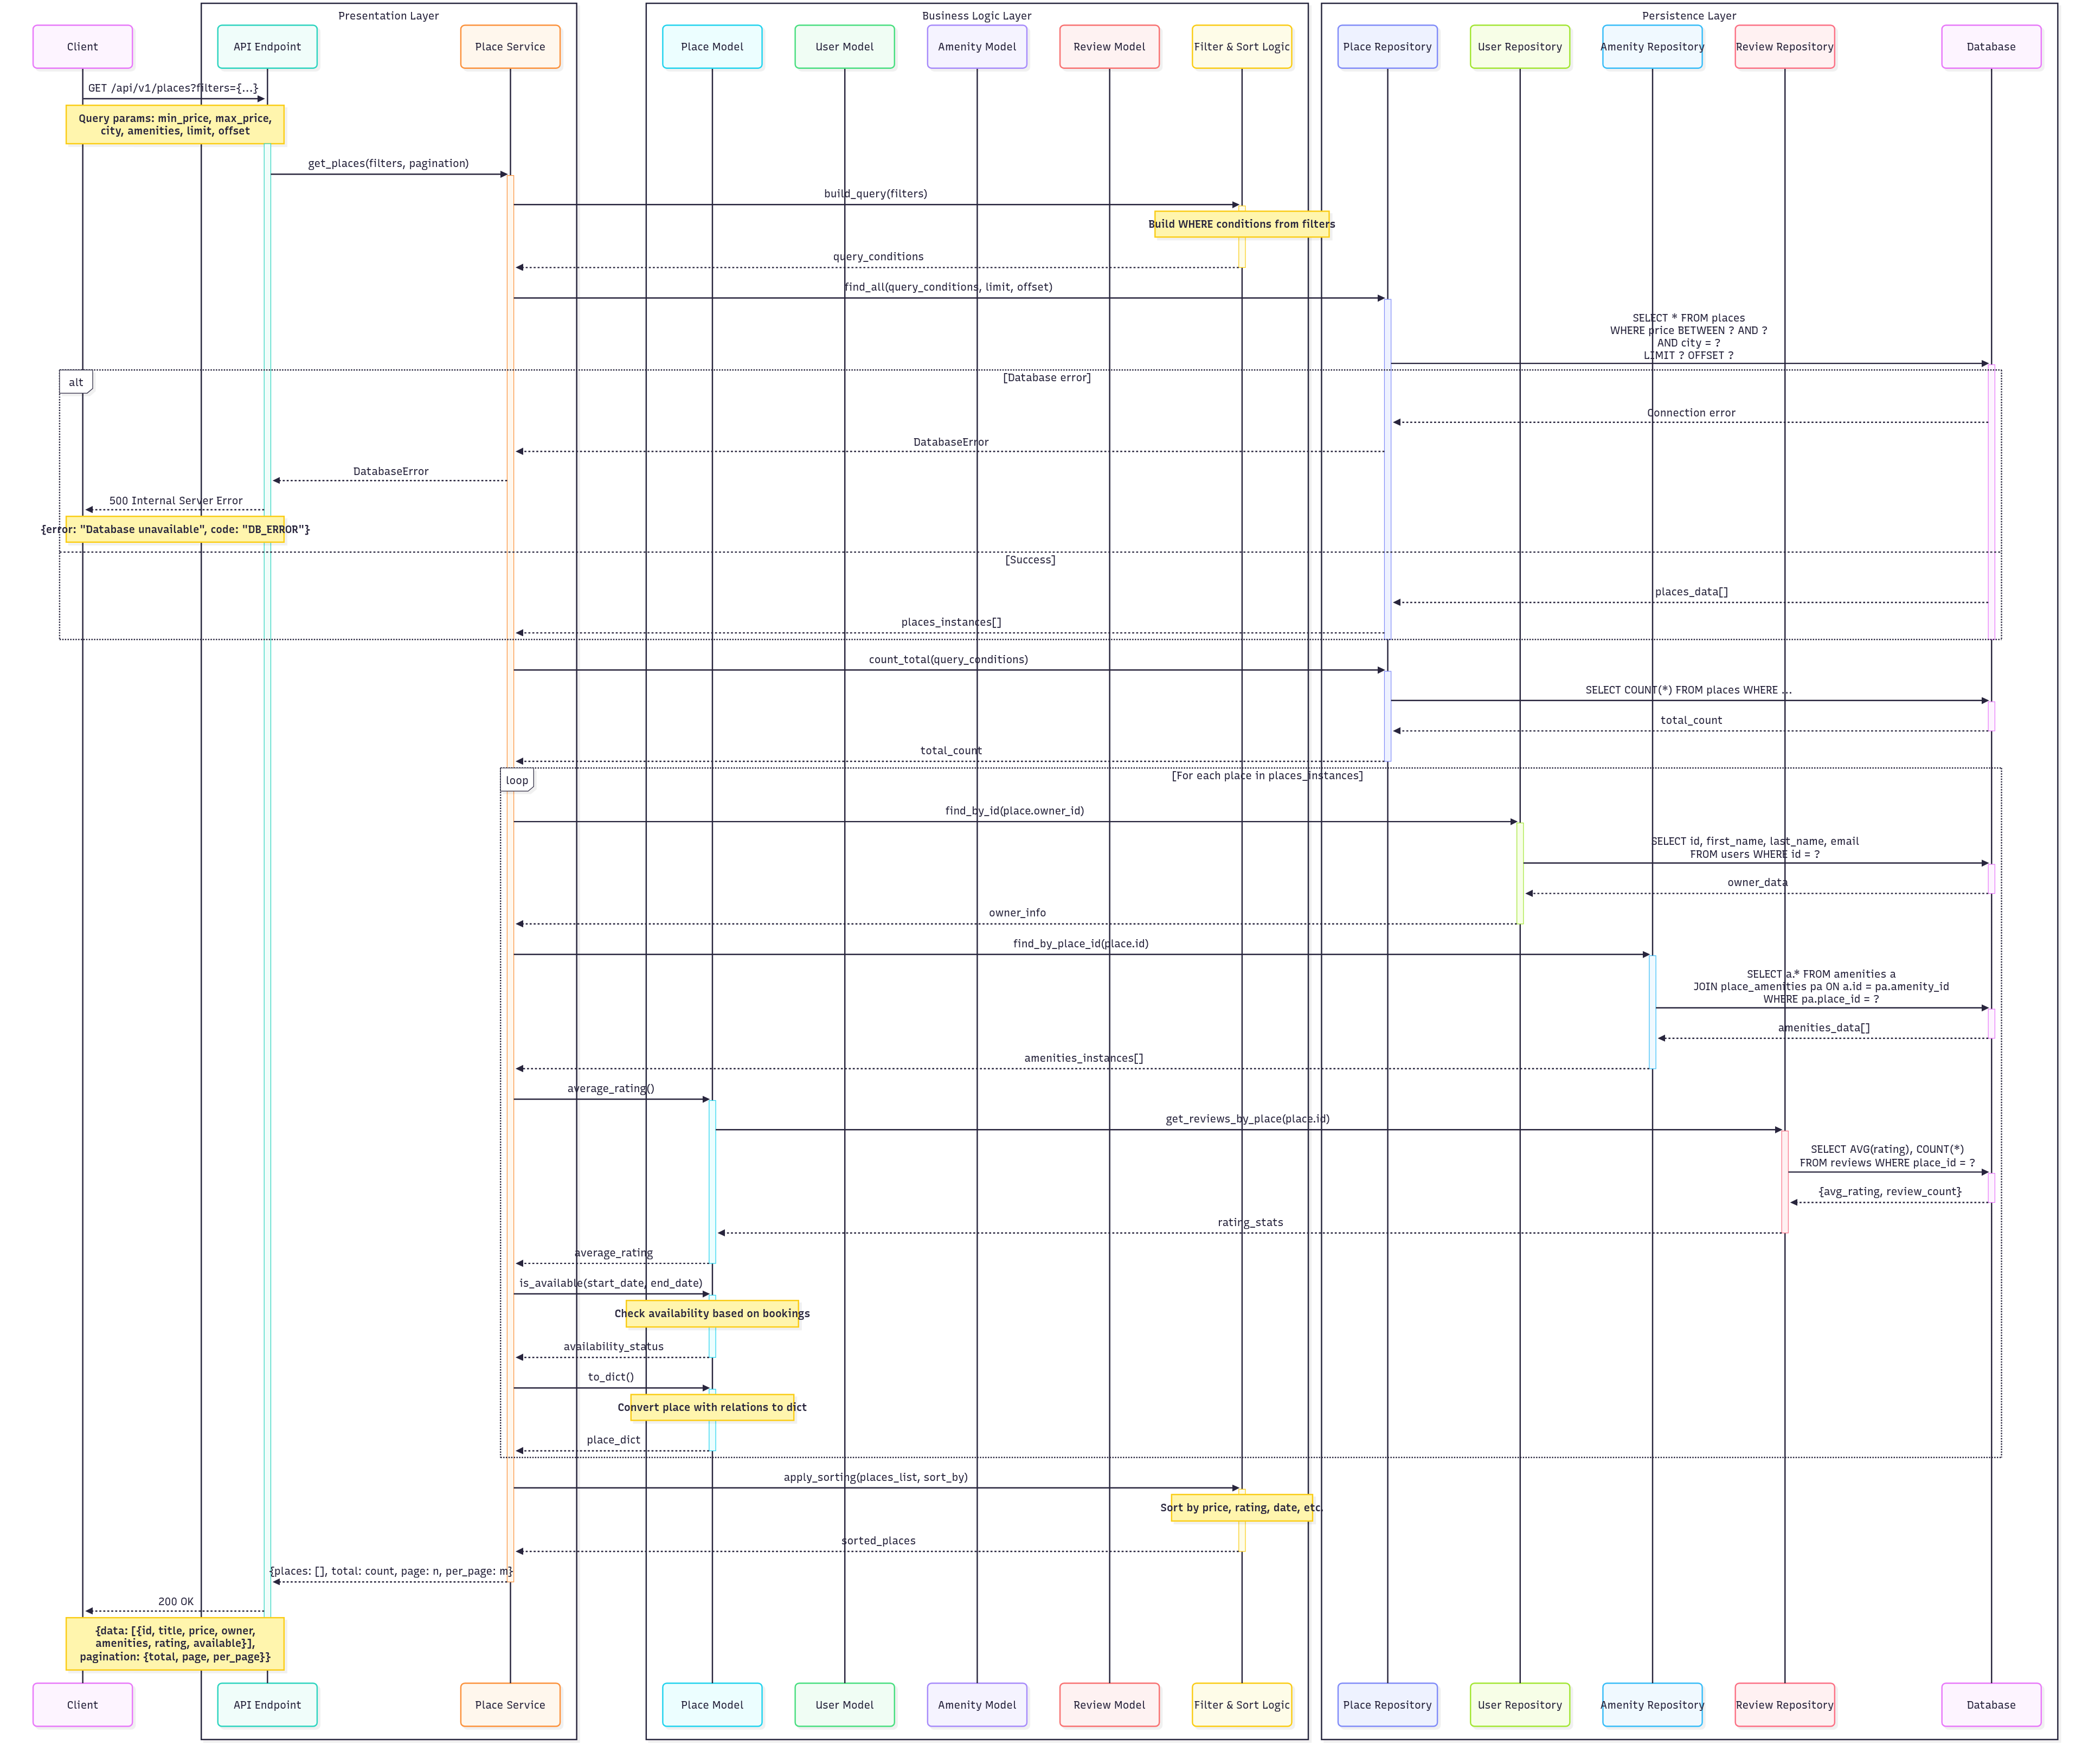 Presentation Layer
Business Logic Layer
Persistence Layer
Client
API Endpoint
Place Service
Place Model
User Model
Amenity Model
Review Model
Filter & Sort Logic
Place Repository
User Repository
Amenity Repository
Review Repository
Database
GET /api/v1/places?filters={...}
Query params: min_price, max_price,
city, amenities, limit, offset
get_places(filters, pagination)
build_query(filters)
Build WHERE conditions from filters
query_conditions
find_all(query_conditions, limit, offset)
SELECT * FROM places
WHERE price BETWEEN ? AND ?
AND city = ?
LIMIT ? OFFSET ?
alt
[Database error]
Connection error
DatabaseError
DatabaseError
500 Internal Server Error
{error: "Database unavailable", code: "DB_ERROR"}
[Success]
places_data[]
places_instances[]
count_total(query_conditions)
SELECT COUNT(*) FROM places WHERE ...
total_count
total_count
loop
[For each place in places_instances]
find_by_id(place.owner_id)
SELECT id, first_name, last_name, email
FROM users WHERE id = ?
owner_data
owner_info
find_by_place_id(place.id)
SELECT a.* FROM amenities a
JOIN place_amenities pa ON a.id = pa.amenity_id
WHERE pa.place_id = ?
amenities_data[]
amenities_instances[]
average_rating()
get_reviews_by_place(place.id)
SELECT AVG(rating), COUNT(*)
FROM reviews WHERE place_id = ?
{avg_rating, review_count}
rating_stats
average_rating
is_available(start_date, end_date)
Check availability based on bookings
availability_status
to_dict()
Convert place with relations to dict
place_dict
apply_sorting(places_list, sort_by)
Sort by price, rating, date, etc.
sorted_places
{places: [], total: count, page: n, per_page: m}
200 OK
{data: [{id, title, price, owner,
amenities, rating, available}],
pagination: {total, page, per_page}}
Client
API Endpoint
Place Service
Place Model
User Model
Amenity Model
Review Model
Filter & Sort Logic
Place Repository
User Repository
Amenity Repository
Review Repository
Database